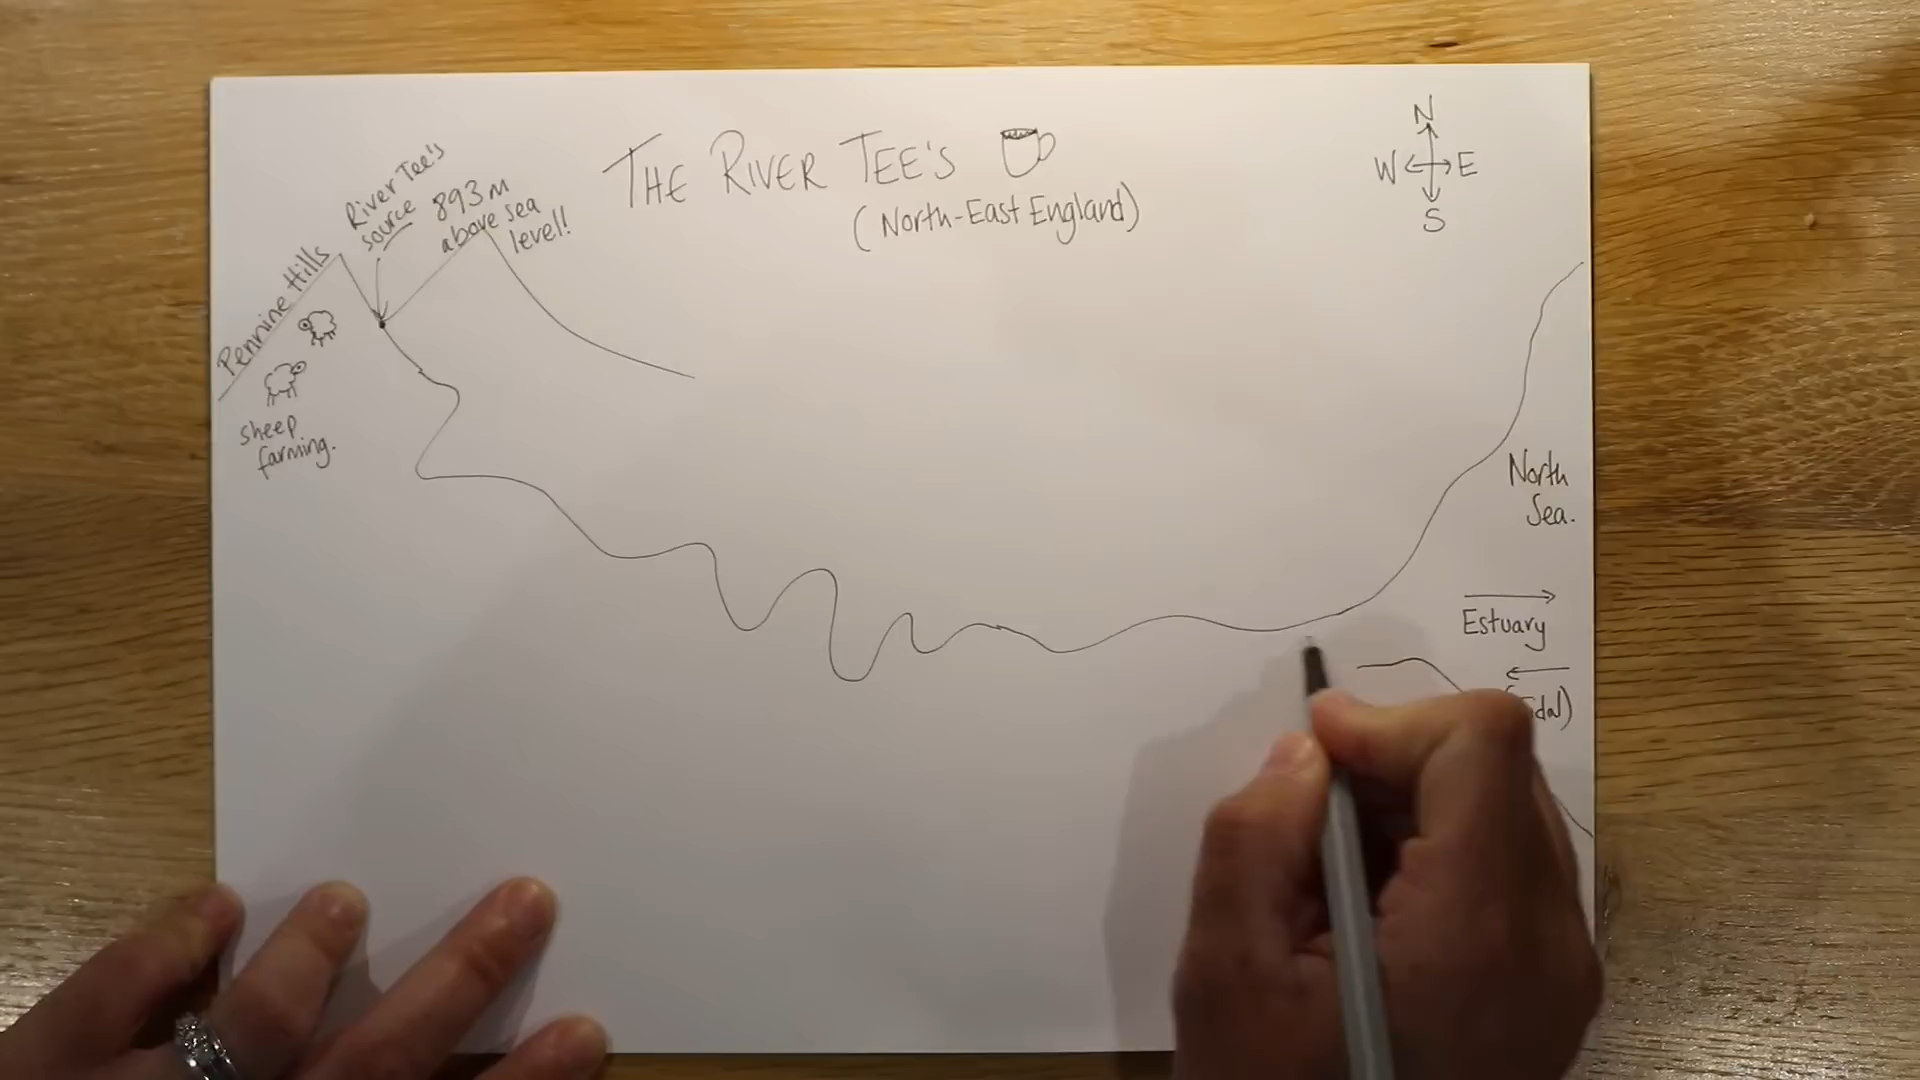 THE RIVER TEE'S
(North-East England)
N
W E
S
River Tee's
source
893m
above sea
level!
Pennine Hills
sheep
farming.
North
Sea.
Estuary